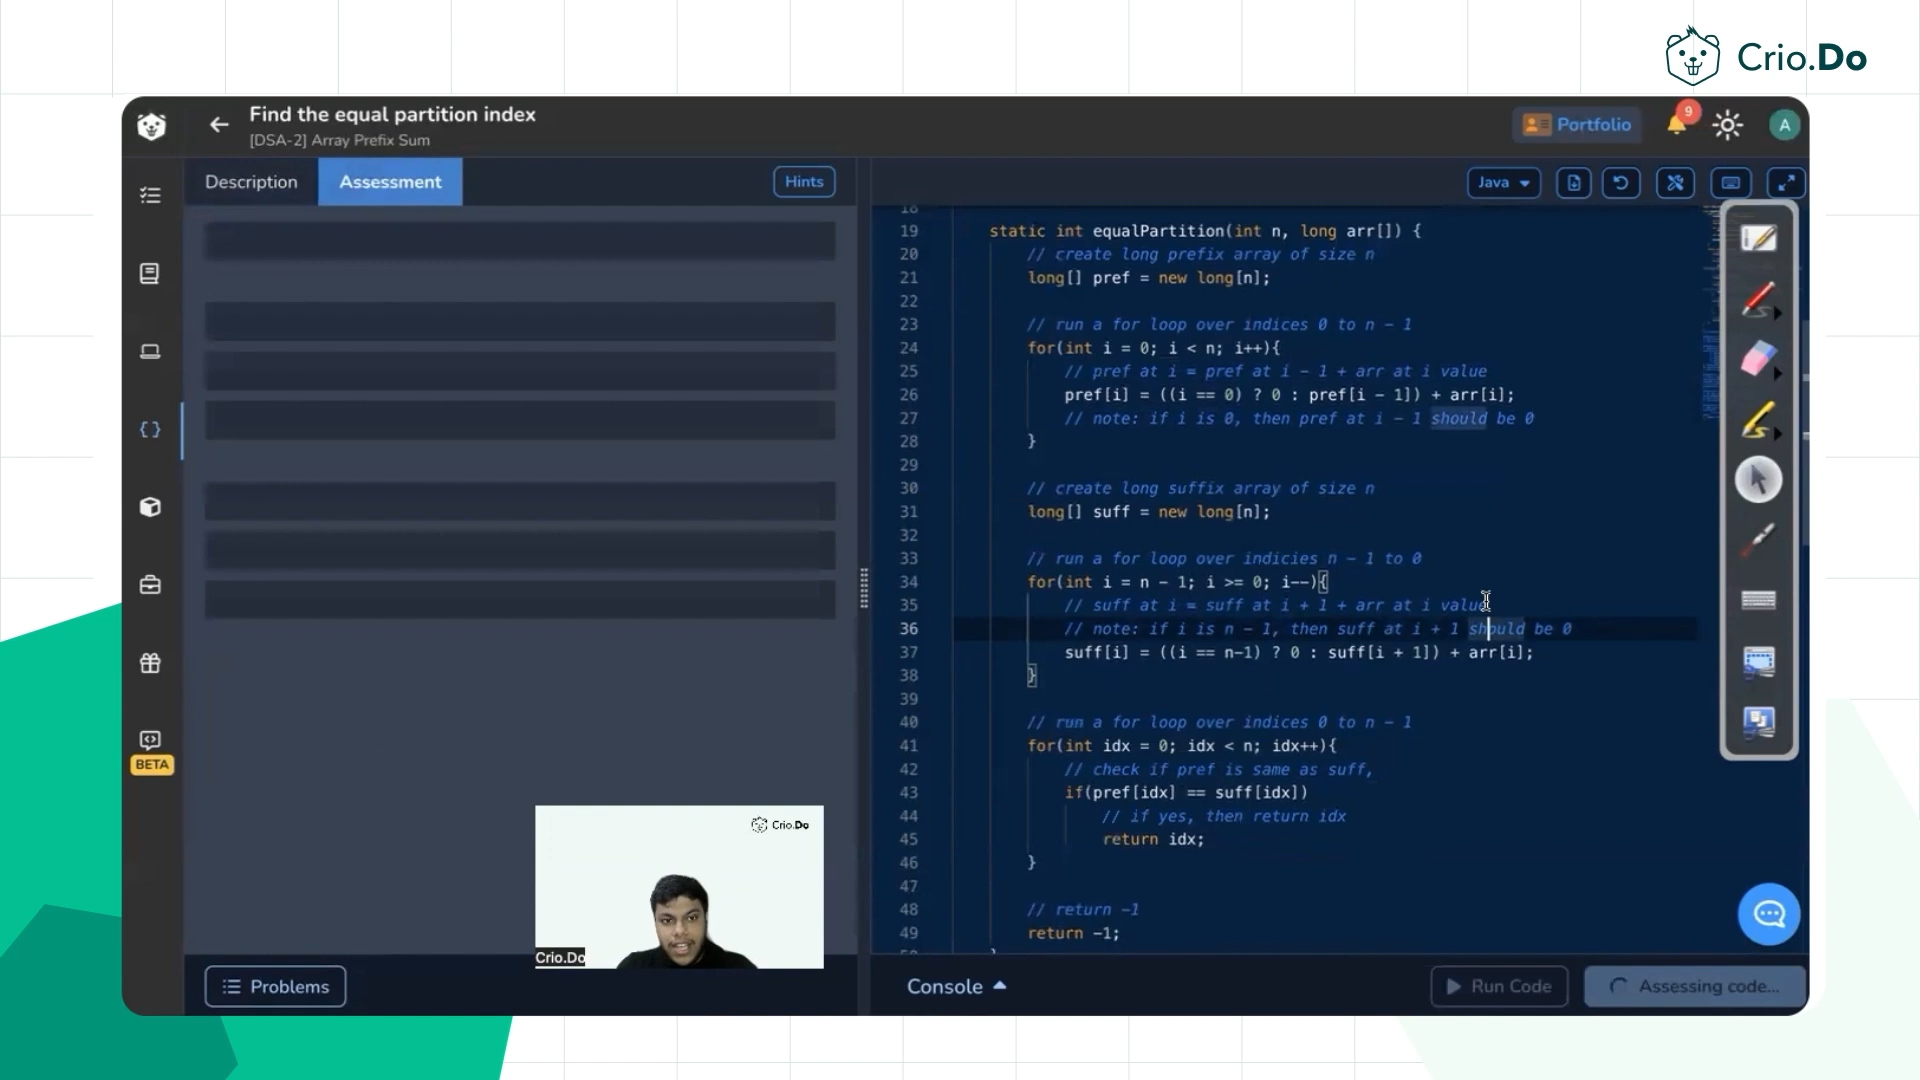 Crio.Do
Find the equal partition index
[DSA-2] Array Prefix Sum
Portfolio
9
A
Description
Assessment
Hints
Java
18
19 static int equalPartition(int n, long arr[]) {
20 // create long prefix array of size n
21 long[] pref = new long[n];
22
23 // run a for loop over indices 0 to n - 1
24 for(int i = 0; i < n; i++){
25 // pref at i = pref at i - 1 + arr at i value
26 pref[i] = ((i == 0) ? 0 : pref[i - 1]) + arr[i];
27 // note: if i is 0, then pref at i - 1 should be 0
28 }
29
30 // create long suffix array of size n
31 long[] suff = new long[n];
32
33 // run a for loop over indicies n - 1 to 0
34 for(int i = n - 1; i >= 0; i--){
35 // suff at i = suff at i + 1 + arr at i value
36 // note: if i is n - 1, then suff at i + 1 should be 0
37 suff[i] = ((i == n-1) ? 0 : suff[i + 1]) + arr[i];
38 }
39
40 // run a for loop over indices 0 to n - 1
41 for(int idx = 0; idx < n; idx++){
42 // check if pref is same as suff,
43 if(pref[idx] == suff[idx])
44 // if yes, then return idx
45 return idx;
46 }
47
48 // return -1
49 return -1;
BETA
Crio.Do
Crio.Do
Problems
Console
Run Code
Assessing code...